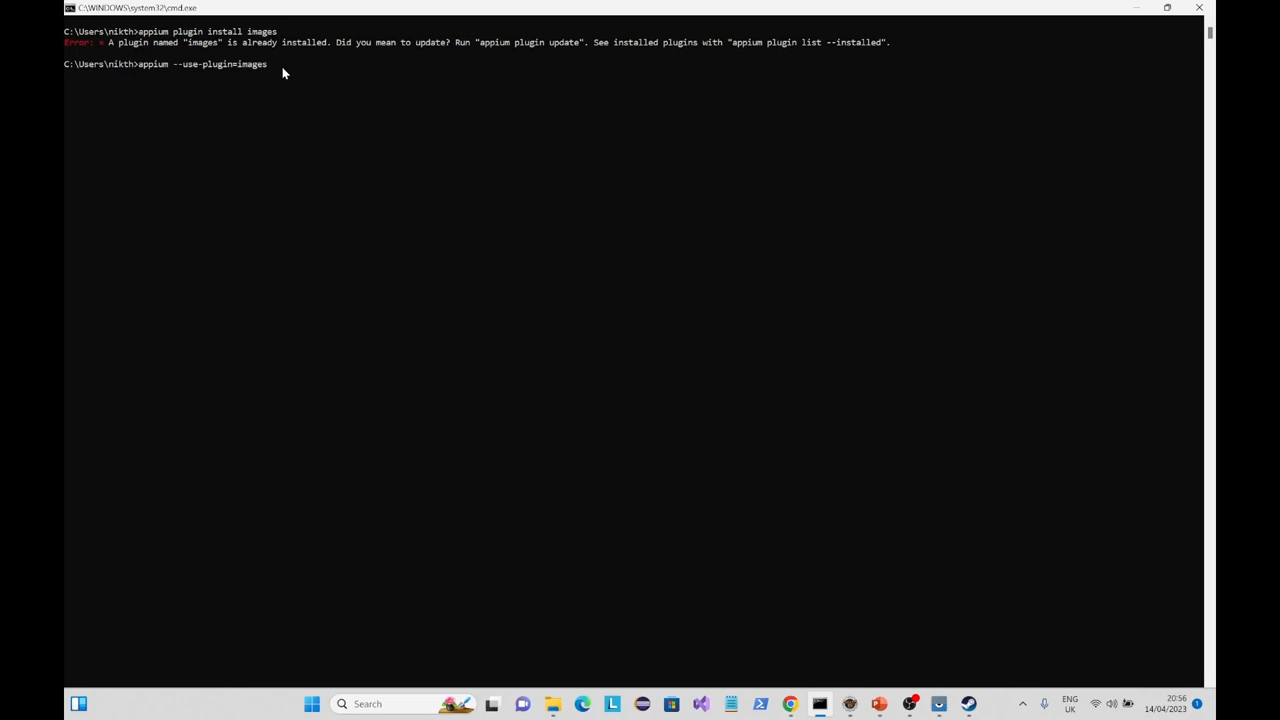 C:\WINDOWS\system32\cmd.exe
C:\Users\nikth>appium plugin install images
Error: × A plugin named "images" is already installed. Did you mean to update? Run "appium plugin update". See installed plugins with "appium plugin list --installed".
C:\Users\nikth>appium --use-plugin=images
Search
ENG
UK
20:56
14/04/2023